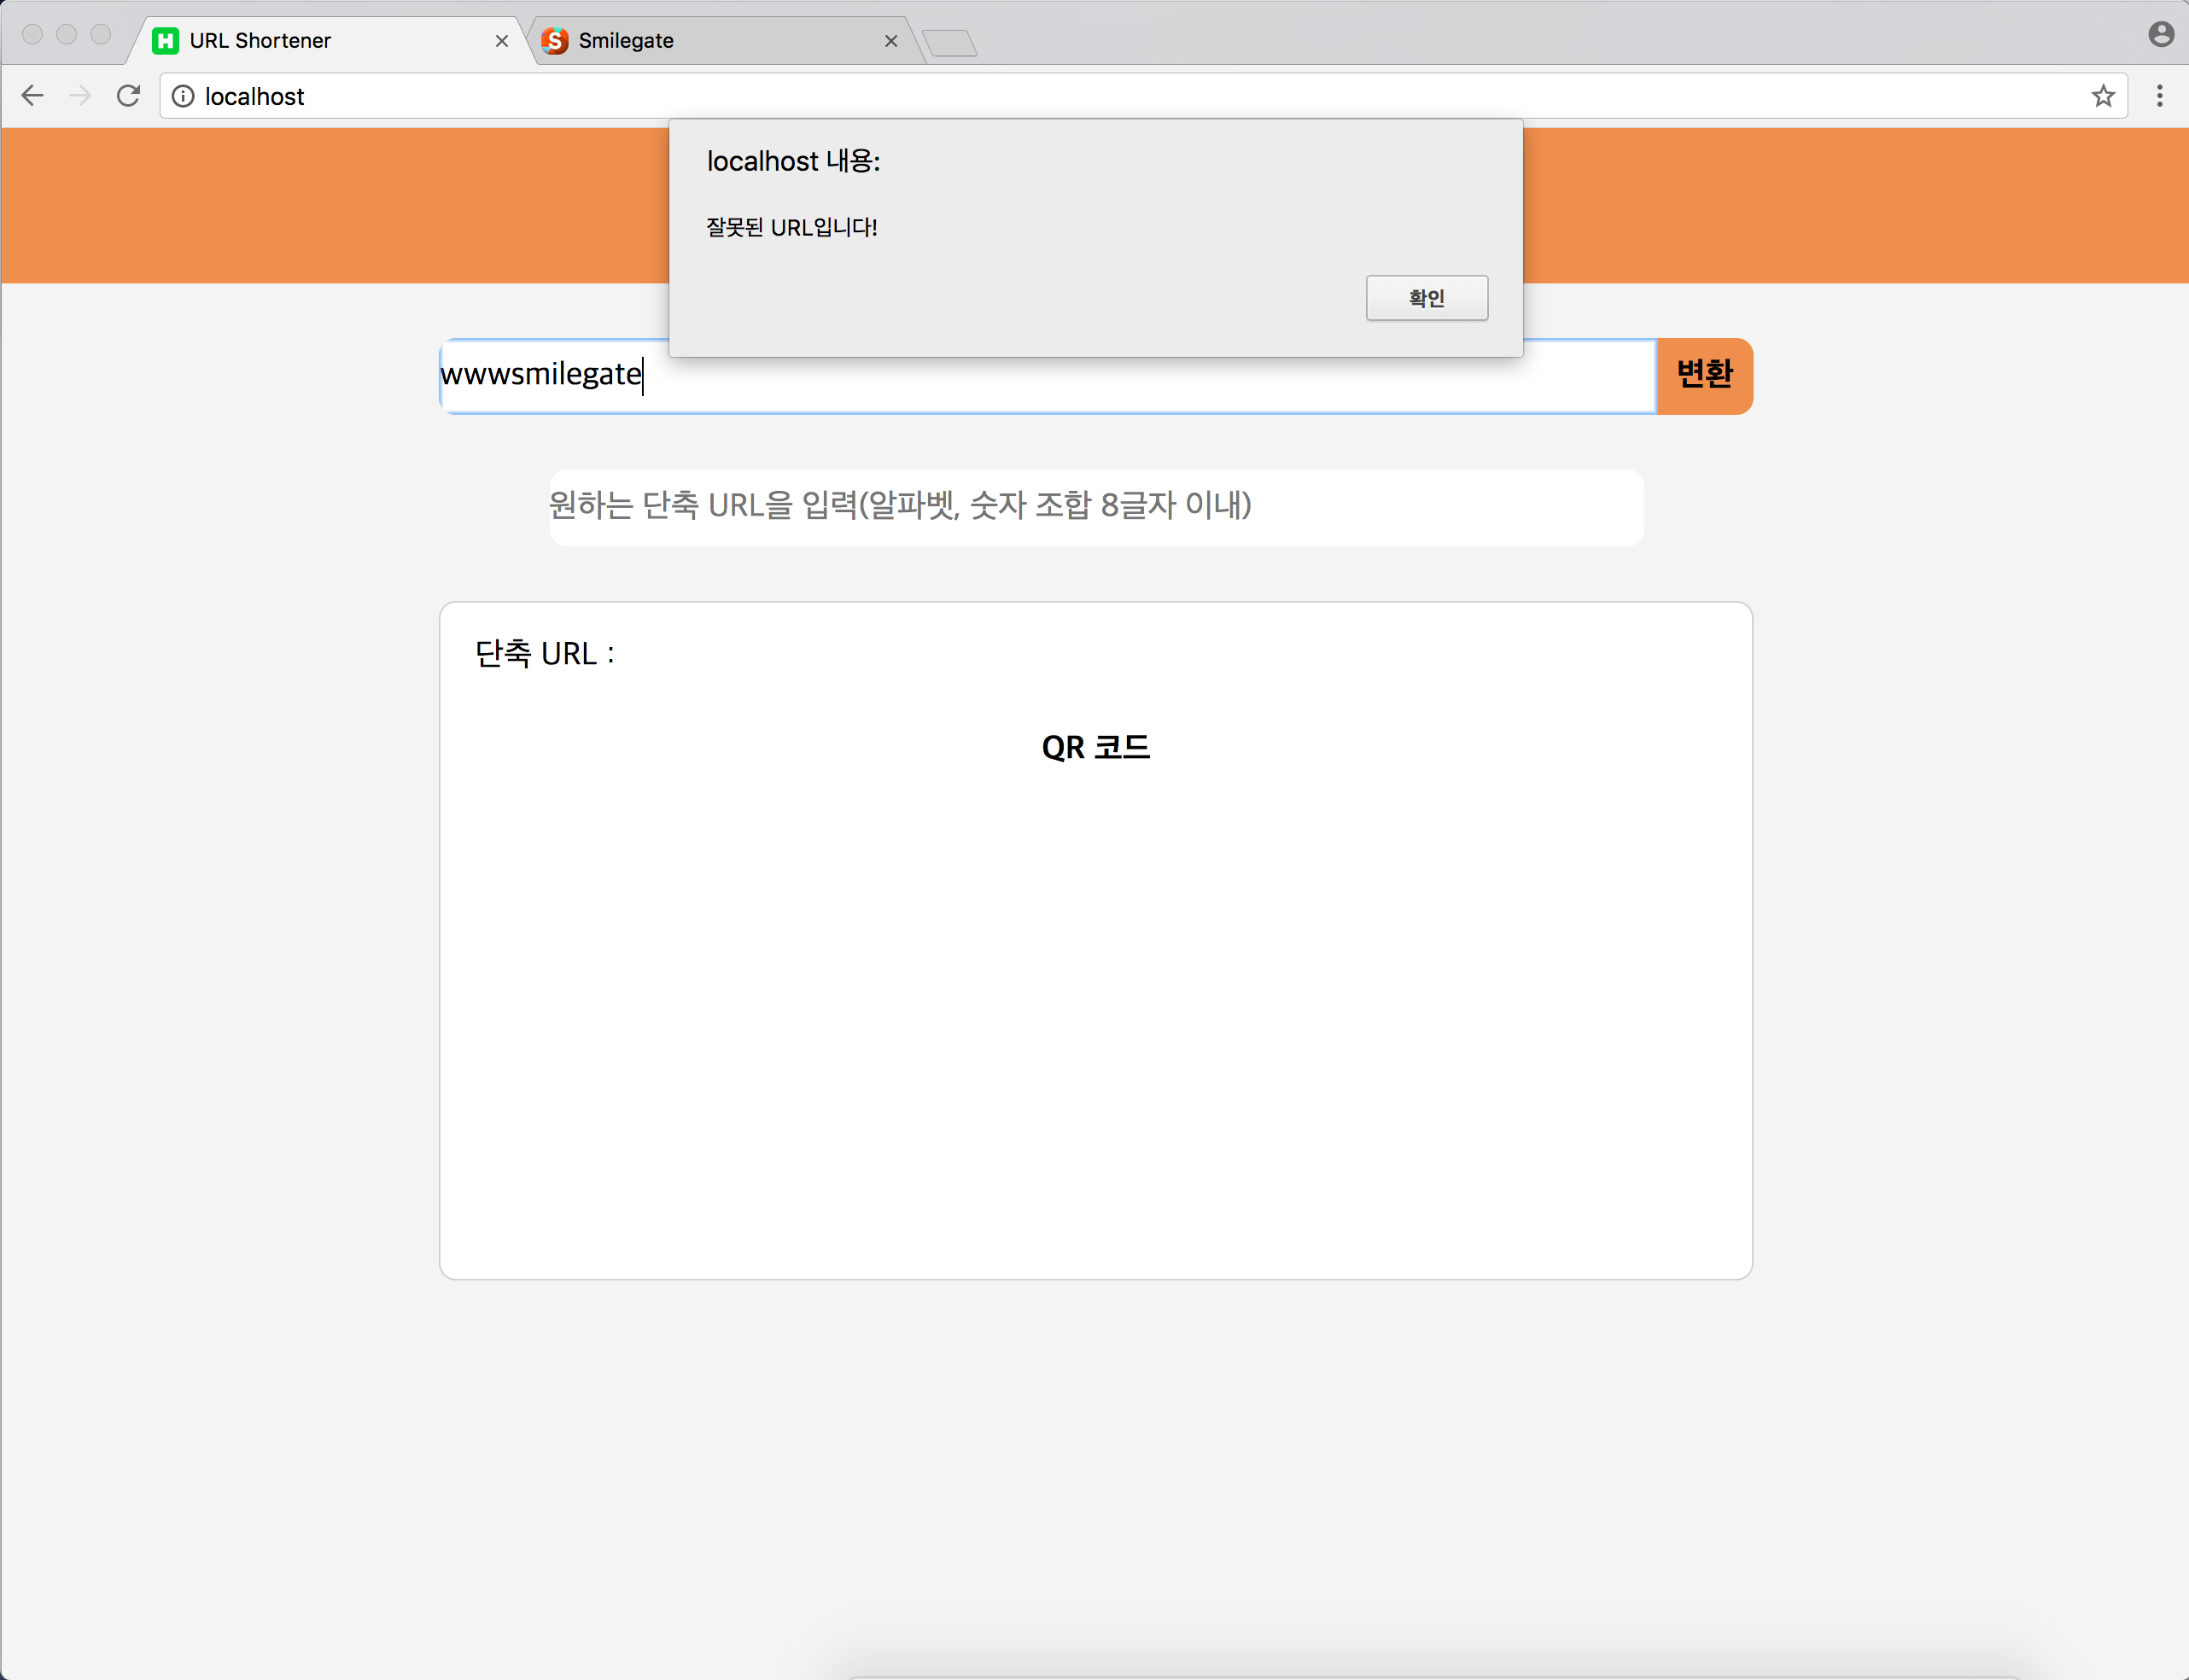 URL Shortener
Smilegate
localhost
localhost 내용:
잘못된 URL입니다!
확인
wwwsmilegate
변환
원하는 단축 URL을 입력(알파벳, 숫자 조합 8글자 이내)
단축 URL :
QR 코드